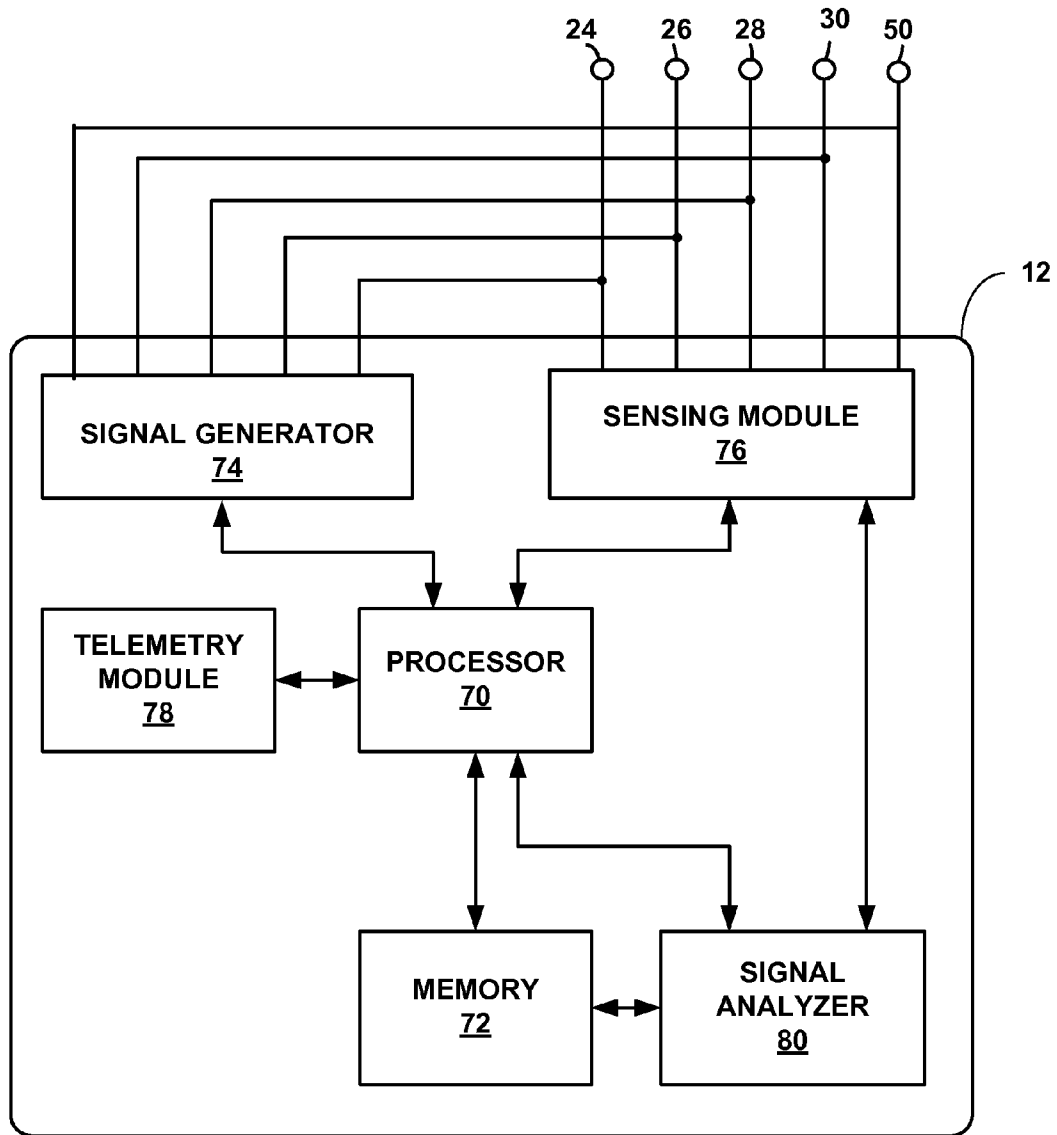 24
26
28
30
50
12
SIGNAL GENERATOR
74
SENSING MODULE
76
TELEMETRY
MODULE
78
PROCESSOR
70
MEMORY
72
SIGNAL
ANALYZER
80